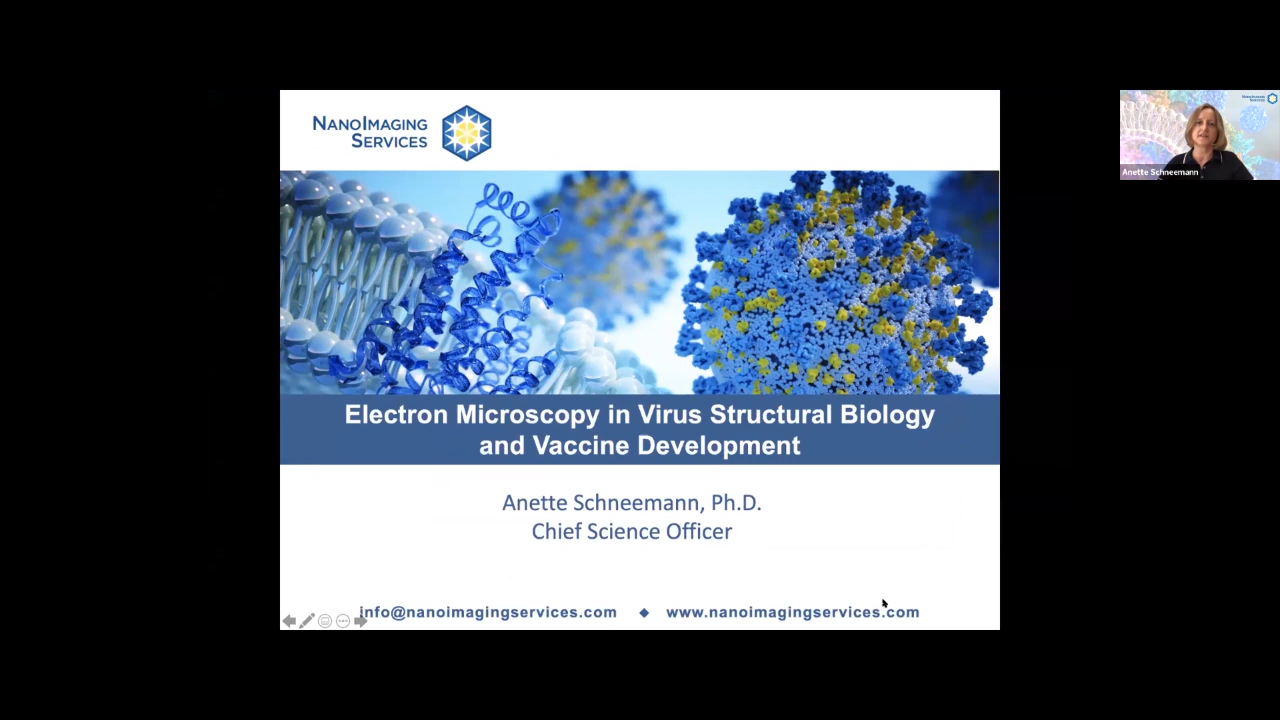 NANOIMAGING
SERVICES
Anette Schneemann
Electron Microscopy in Virus Structural Biology
and Vaccine Development
Anette Schneemann, Ph.D.
Chief Science Officer
info@nanoimagingservices.com ◆ www.nanoimagingservices.com